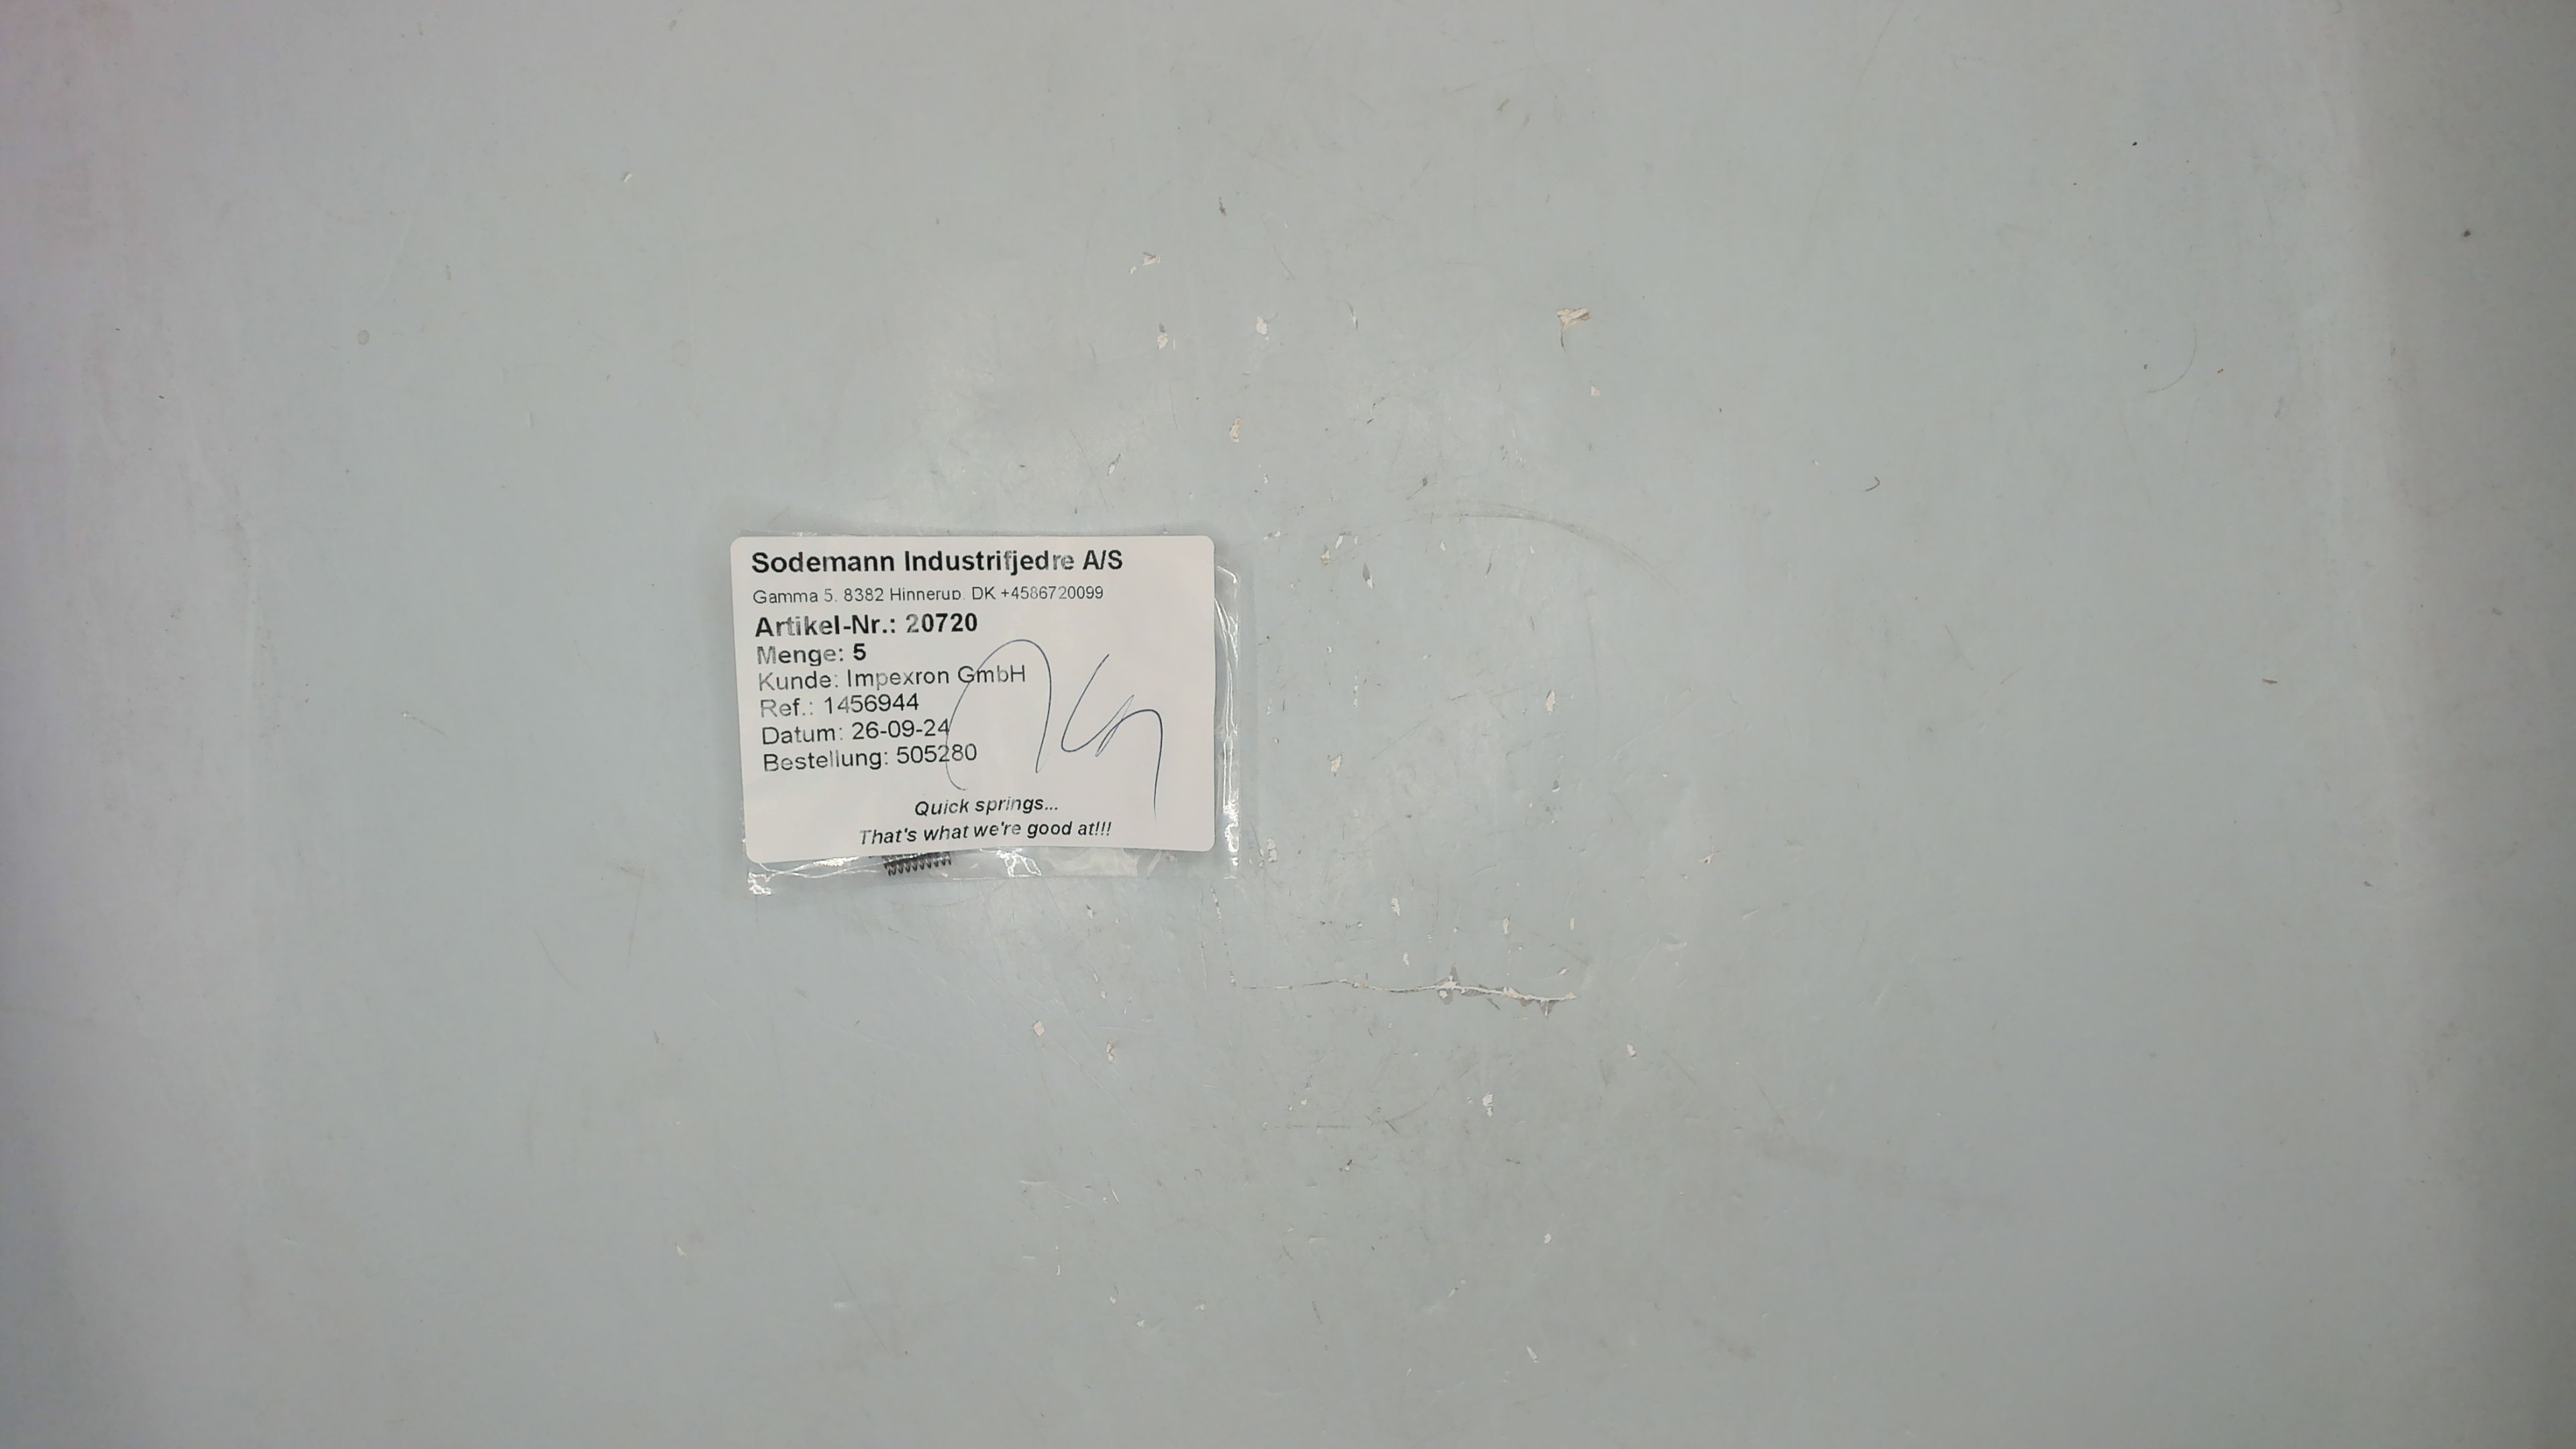 Sodemann Industrifjedre A/S
Gamma 5. 8382 Hinnerup. DK +4586720099
Artikel-Nr.: 20720
Menge: 5
Kunde: Impexron GmbH
Ref.: 1456944
Datum: 26-09-24
Bestellung: 505280
Quick springs...
That's what we're good at!!!